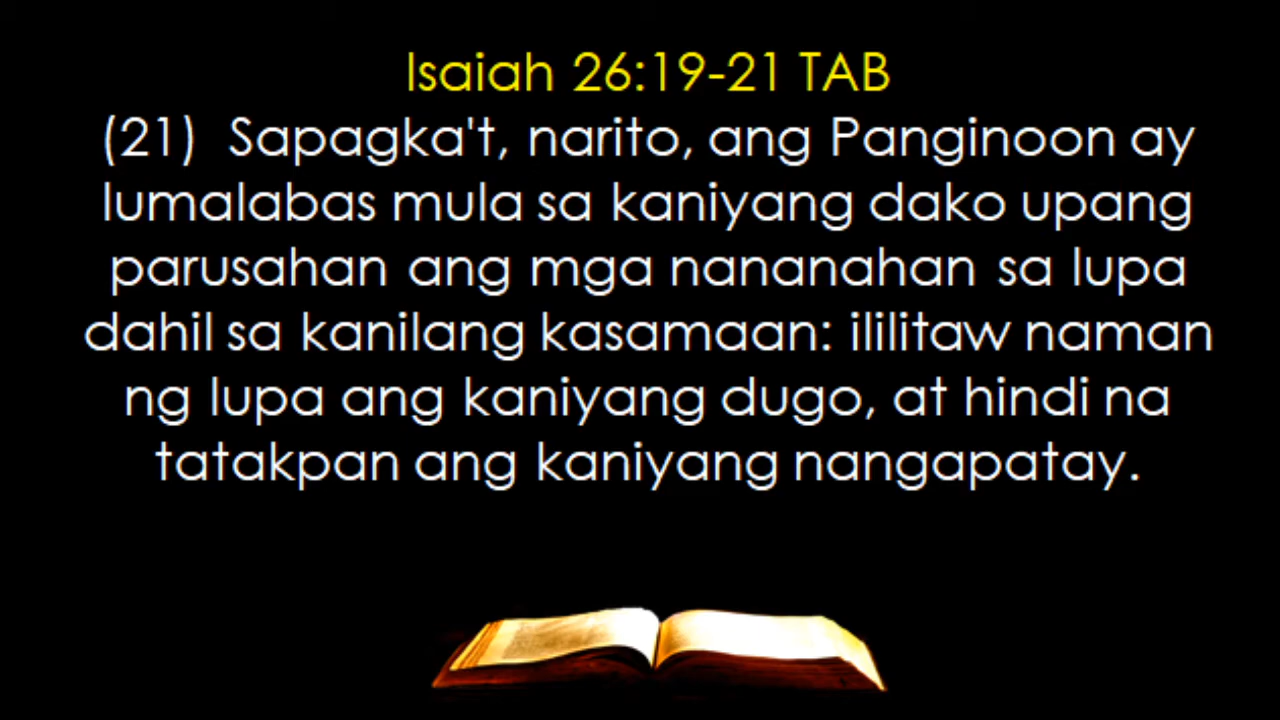 Isaiah 26:19-21 TAB
(21) Sapagka't, narito, ang Panginoon ay
lumalabas mula sa kaniyang dako upang
parusahan ang mga nananahan sa lupa
dahil sa kanilang kasamaan: ililitaw naman
ng lupa ang kaniyang dugo, at hindi na
tatakpan ang kaniyang nangapatay.